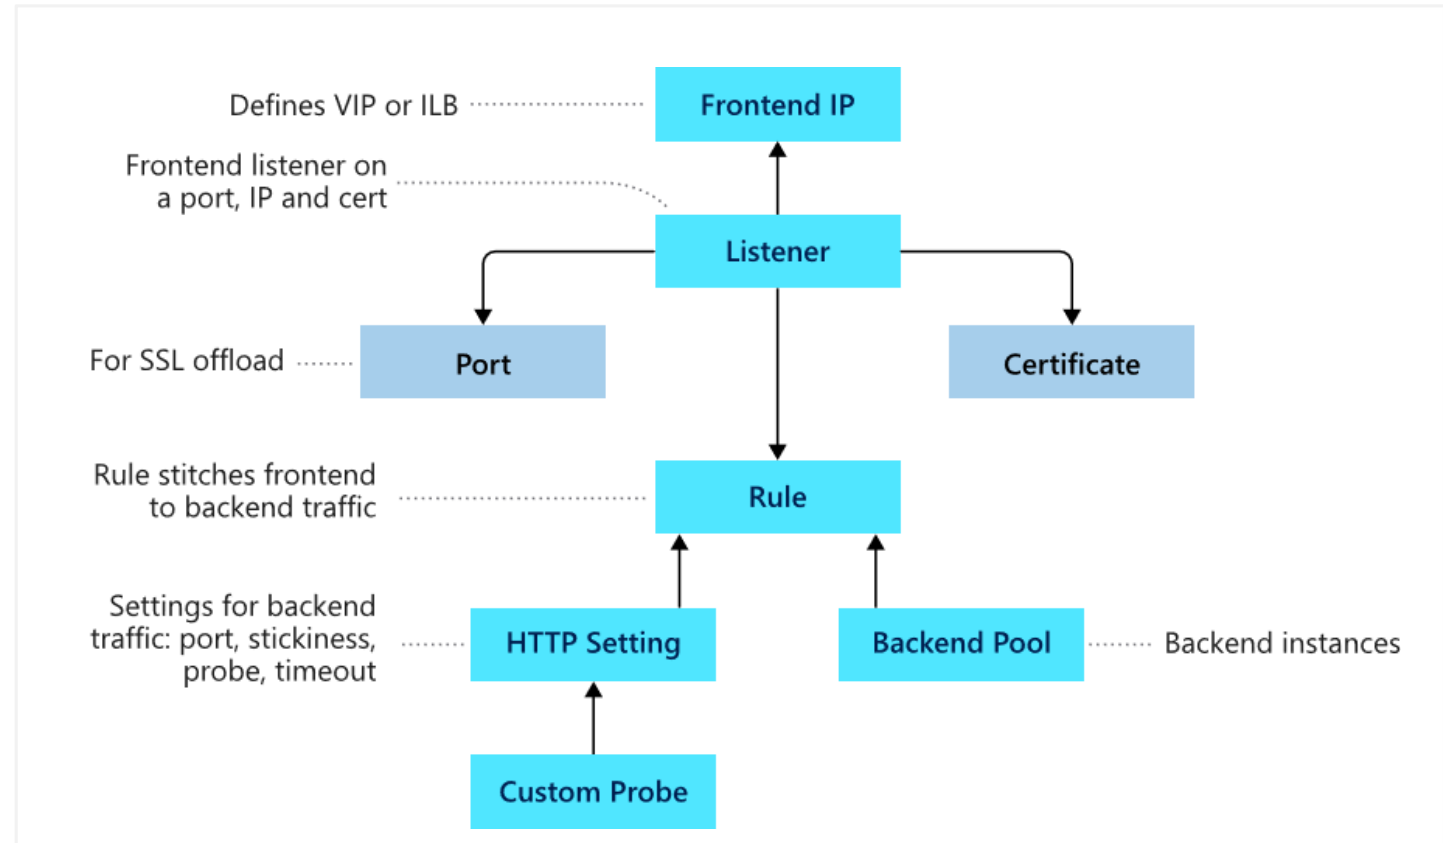 Defines VIP or ILB
Frontend IP
Frontend listener on
a port, IP and cert
Listener
For SSL offload
Port
Certificate
Rule stitches frontend
to backend traffic
Rule
Settings for backend
traffic: port, stickiness,
probe, timeout
HTTP Setting
Backend Pool
Backend instances
Custom Probe